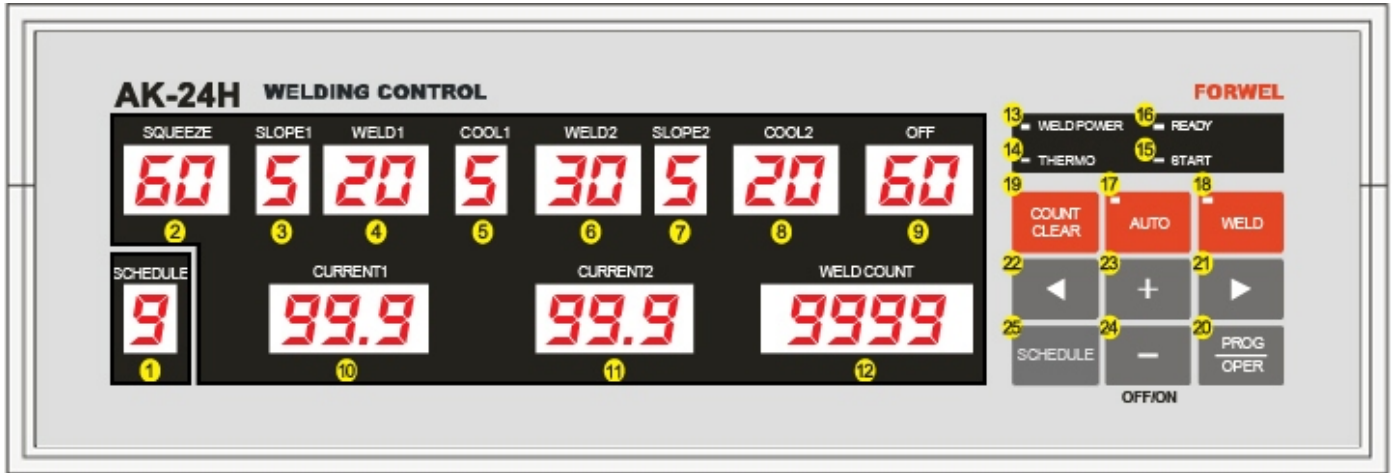 AK-24H WELDING CONTROL FORWEL
SQUEEZE SLOPE1 WELD1 COOL1 WELD2 SLOPE2 COOL2 OFF
60 5 20 5 30 5 20 60
2 3 4 5 6 7 8 9
SCHEDULE CURRENT1 CURRENT2 WELD COUNT
9 99.9 99.9 9999
1 10 11 12
13 WELD POWER 16 READY
14 THERMO 15 START
19 17 18
COUNT CLEAR AUTO WELD
22 23 21
◀ + ▶
25 24 20
SCHEDULE − PROG
OPER
OFF/ON